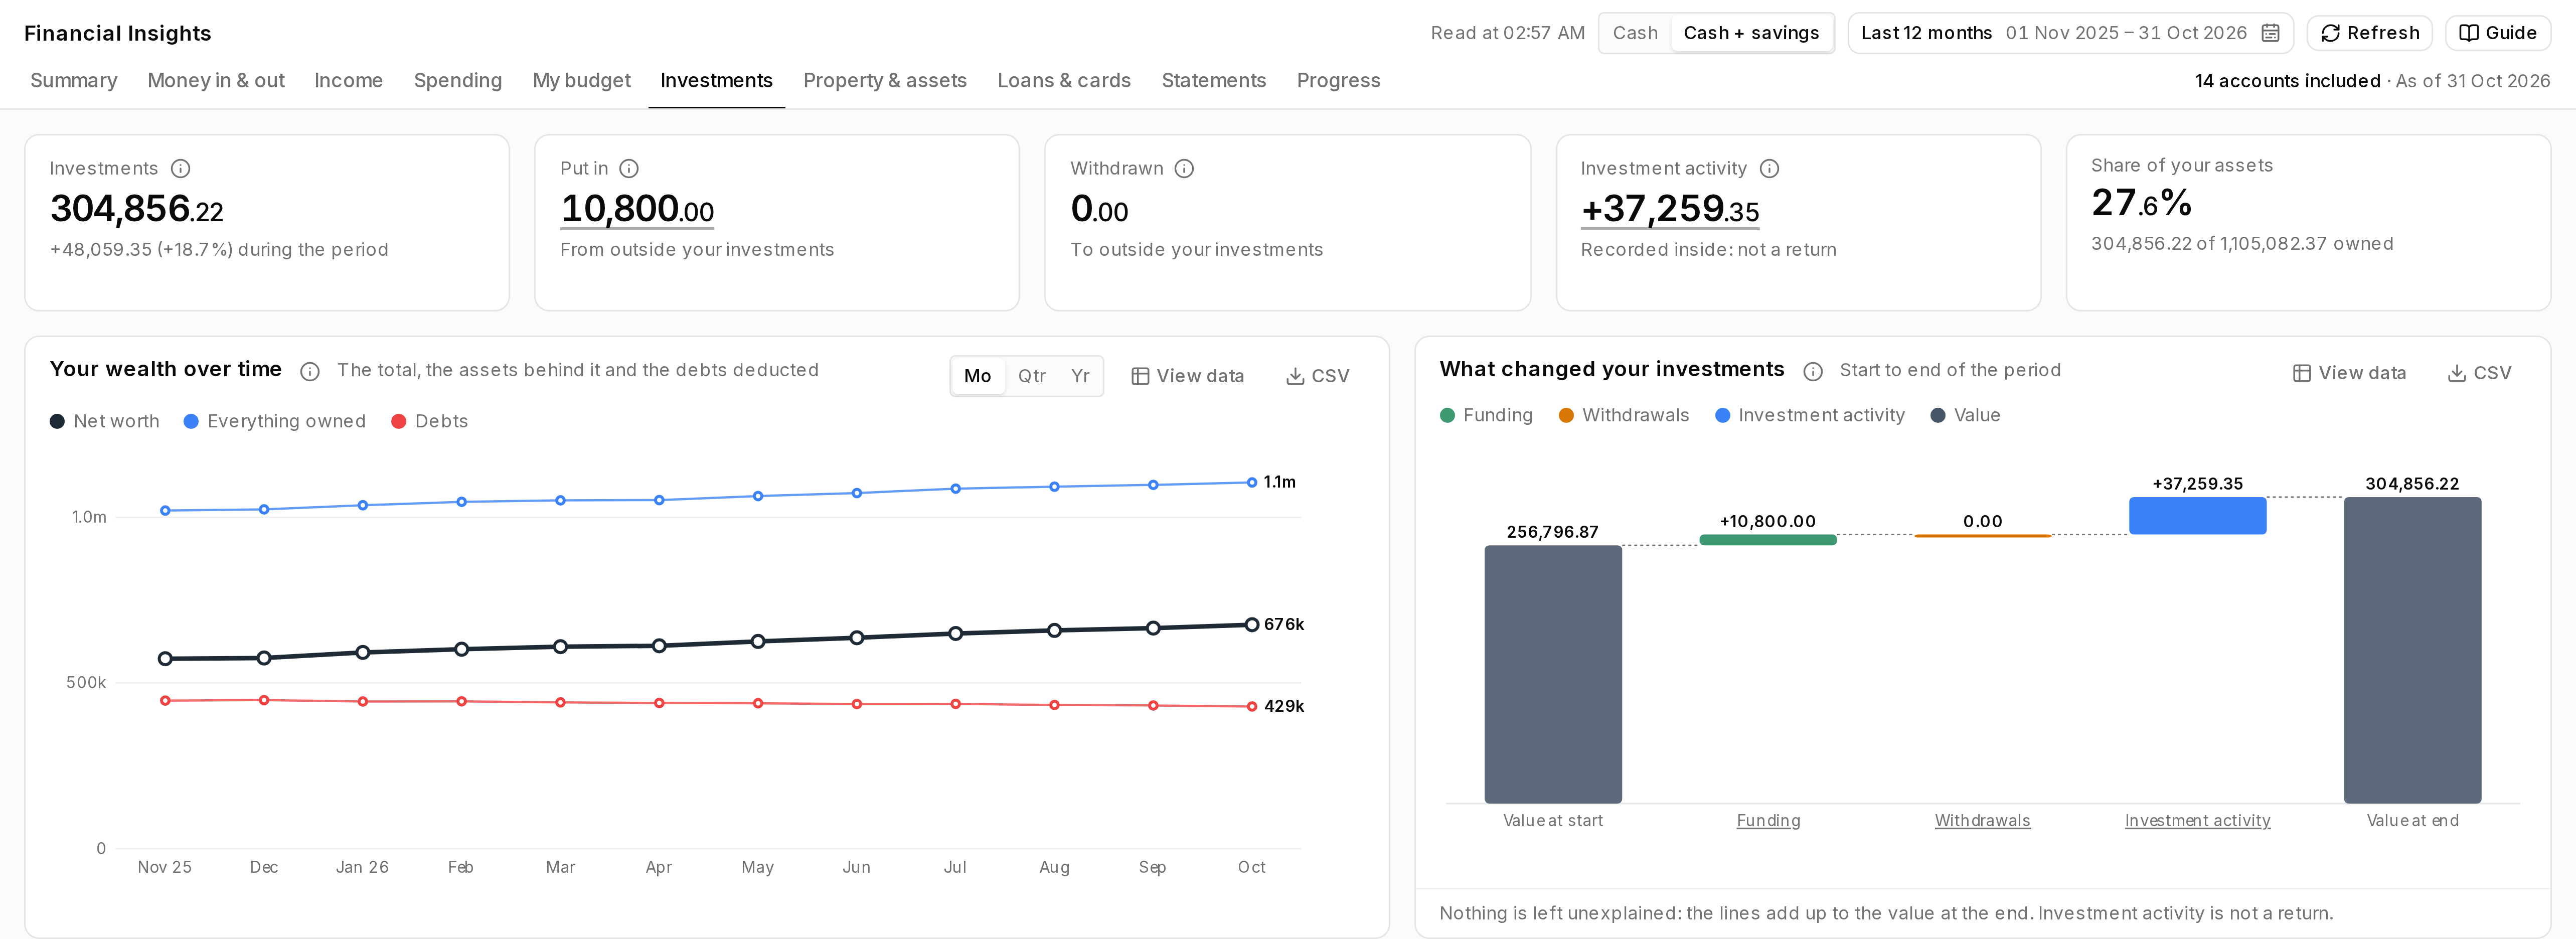 Financial Insights
Read at 02:57 AM
Cash
Cash + savings
Last 12 months 01 Nov 2025 – 31 Oct 2026
Refresh
Guide
Summary
Money in & out
Income
Spending
My budget
Investments
Property & assets
Loans & cards
Statements
Progress
14 accounts included · As of 31 Oct 2026
Investments
304,856.22
+48,059.35 (+18.7%) during the period
Put in
10,800.00
From outside your investments
Withdrawn
0.00
To outside your investments
Investment activity
+37,259.35
Recorded inside: not a return
Share of your assets
27.6%
304,856.22 of 1,105,082.37 owned
Your wealth over time
The total, the assets behind it and the debts deducted
Mo
Qtr
Yr
View data
CSV
Net worth
Everything owned
Debts
1.0m
500k
0
1.1m
676k
429k
Nov 25
Dec
Jan 26
Feb
Mar
Apr
May
Jun
Jul
Aug
Sep
Oct
What changed your investments
Start to end of the period
View data
CSV
Funding
Withdrawals
Investment activity
Value
256,796.87
+10,800.00
0.00
+37,259.35
304,856.22
Value at start
Funding
Withdrawals
Investment activity
Value at end
Nothing is left unexplained: the lines add up to the value at the end. Investment activity is not a return.